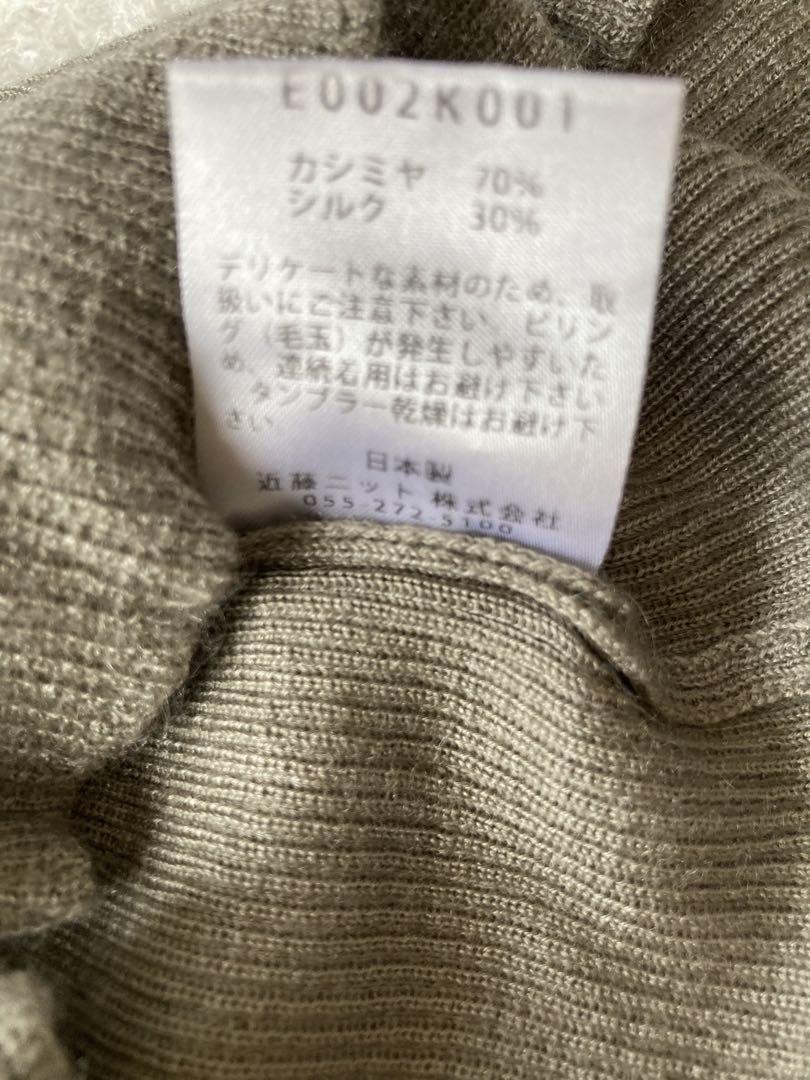 E002K001
カシミヤ 70%
シルク 30%
デリケートな素材のため、取
扱いにご注意下さい ピリン
グ（毛玉）が発生しやすいた
め、連続着用はお避け下さい
タンブラー乾燥はお避け下
さい
日本製
近藤ニット株式会社
055-272-5100